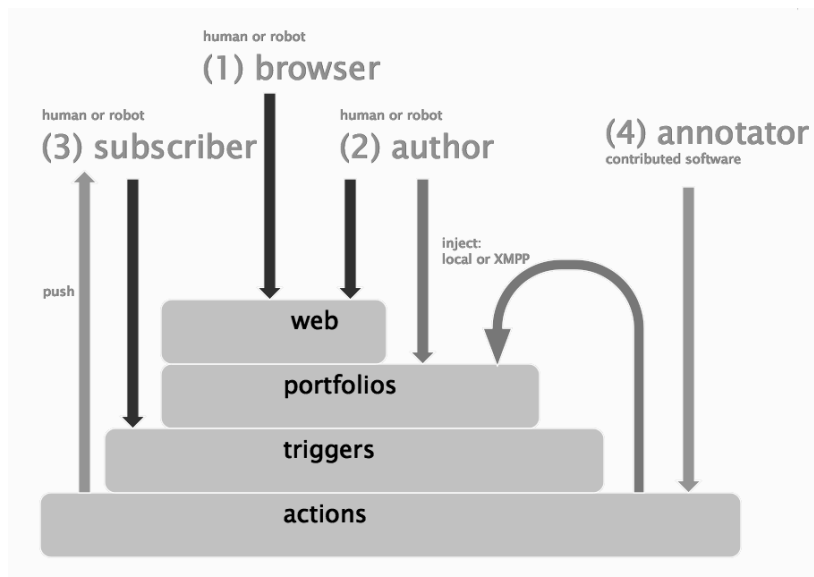 human or robot
(1) browser
human or robot
(3) subscriber
human or robot
(2) author
(4) annotator
contributed software
inject:
local or XMPP
push
web
portfolios
triggers
actions